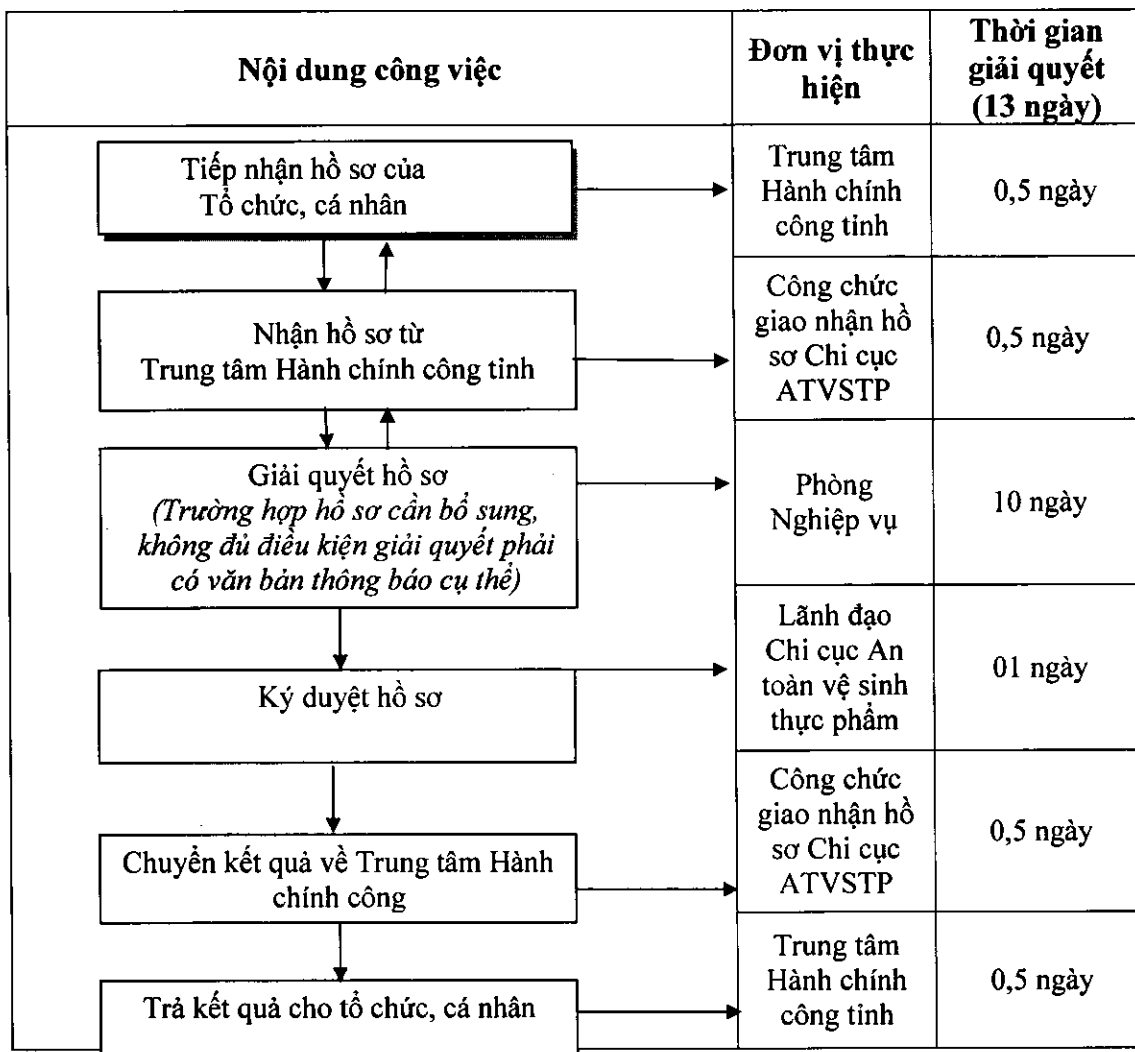 Nội dung công việc
Đơn vị thực
hiện
Thời gian
giải quyết
(13 ngày)
Tiếp nhận hồ sơ của
Tổ chức, cá nhân
Trung tâm
Hành chính
công tỉnh
0,5 ngày
Nhận hồ sơ từ
Trung tâm Hành chính công tỉnh
Công chức
giao nhận hồ
sơ Chi cục
ATVSTP
0,5 ngày
Giải quyết hồ sơ
(Trường hợp hồ sơ cần bổ sung,
không đủ điều kiện giải quyết phải
có văn bản thông báo cụ thể)
Phòng
Nghiệp vụ
10 ngày
Ký duyệt hồ sơ
Lãnh đạo
Chi cục An
toàn vệ sinh
thực phẩm
01 ngày
Chuyển kết quả về Trung tâm Hành
chính công
Công chức
giao nhận hồ
sơ Chi cục
ATVSTP
0,5 ngày
Trả kết quả cho tổ chức, cá nhân
Trung tâm
Hành chính
công tỉnh
0,5 ngày